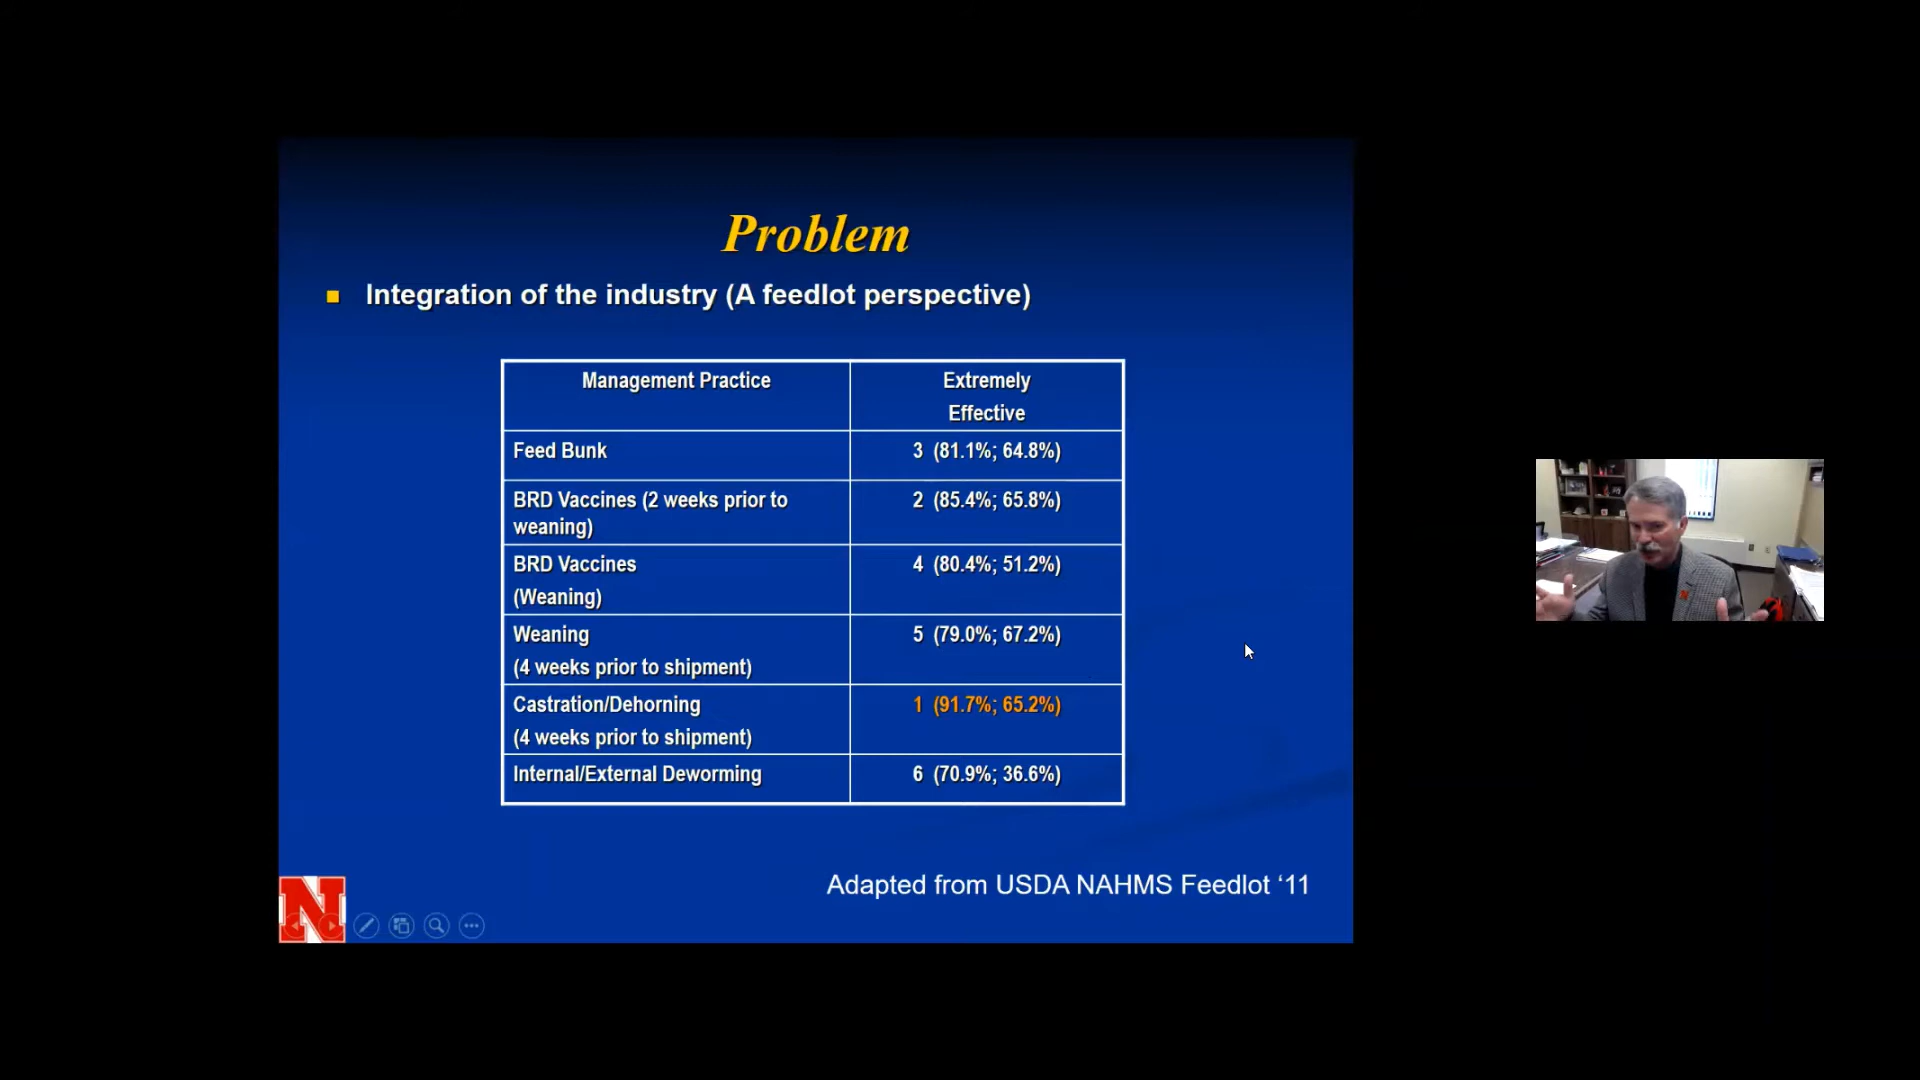 Problem
Integration of the industry (A feedlot perspective)
Management Practice
Extremely
Effective
Feed Bunk
3 (81.1%; 64.8%)
BRD Vaccines (2 weeks prior to
weaning)
2 (85.4%; 65.8%)
BRD Vaccines
(Weaning)
4 (80.4%; 51.2%)
Weaning
(4 weeks prior to shipment)
5 (79.0%; 67.2%)
Castration/Dehorning
(4 weeks prior to shipment)
1 (91.7%; 65.2%)
Internal/External Deworming
6 (70.9%; 36.6%)
Adapted from USDA NAHMS Feedlot ‘11
N